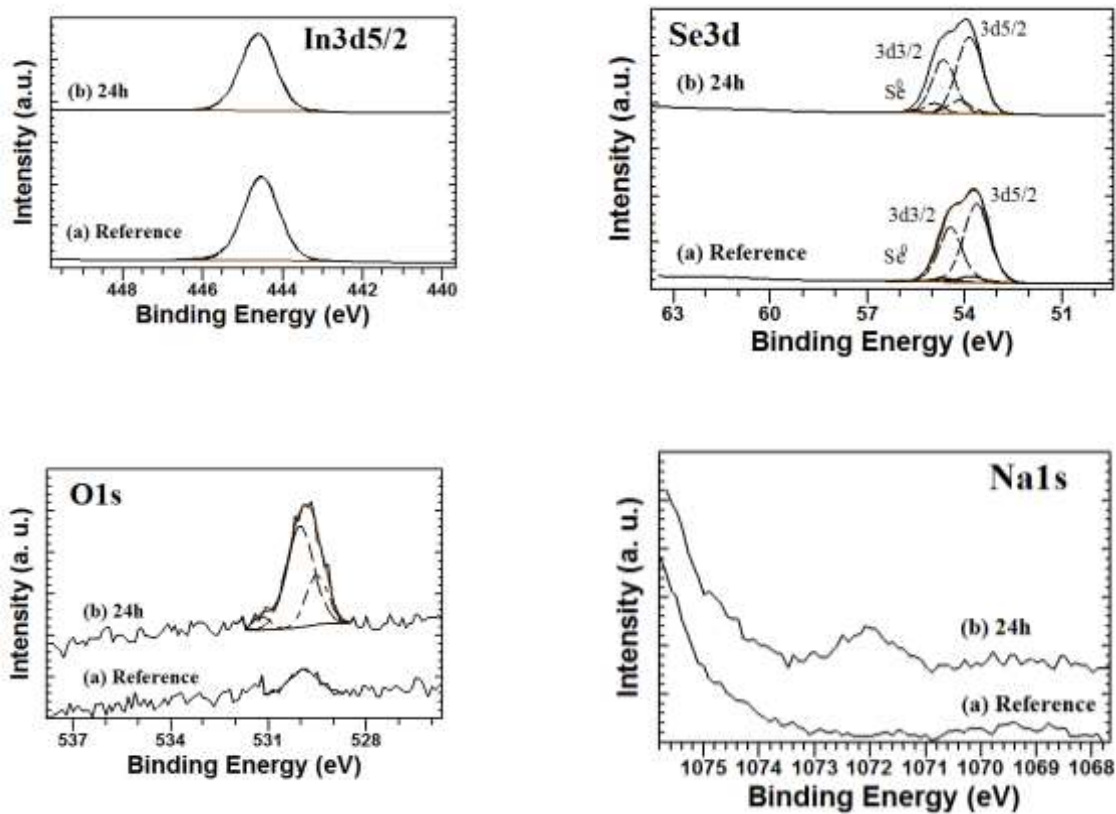 In3d5/2
(b) 24h
(a) Reference
Intensity (a.u.)
448 446 444 442 440
Binding Energy (eV)
Se3d
3d5/2
3d3/2
(b) 24h
Se0
3d5/2
3d3/2
(a) Reference
Se0
Intensity (a.u.)
63 60 57 54 51
Binding Energy (eV)
O1s
(b) 24h
(a) Reference
Intensity (a. u.)
537 534 531 528
Binding Energy (eV)
Na1s
(b) 24h
(a) Reference
Intensity (a. u.)
1075 1074 1073 1072 1071 1070 1069 1068
Binding Energy (eV)